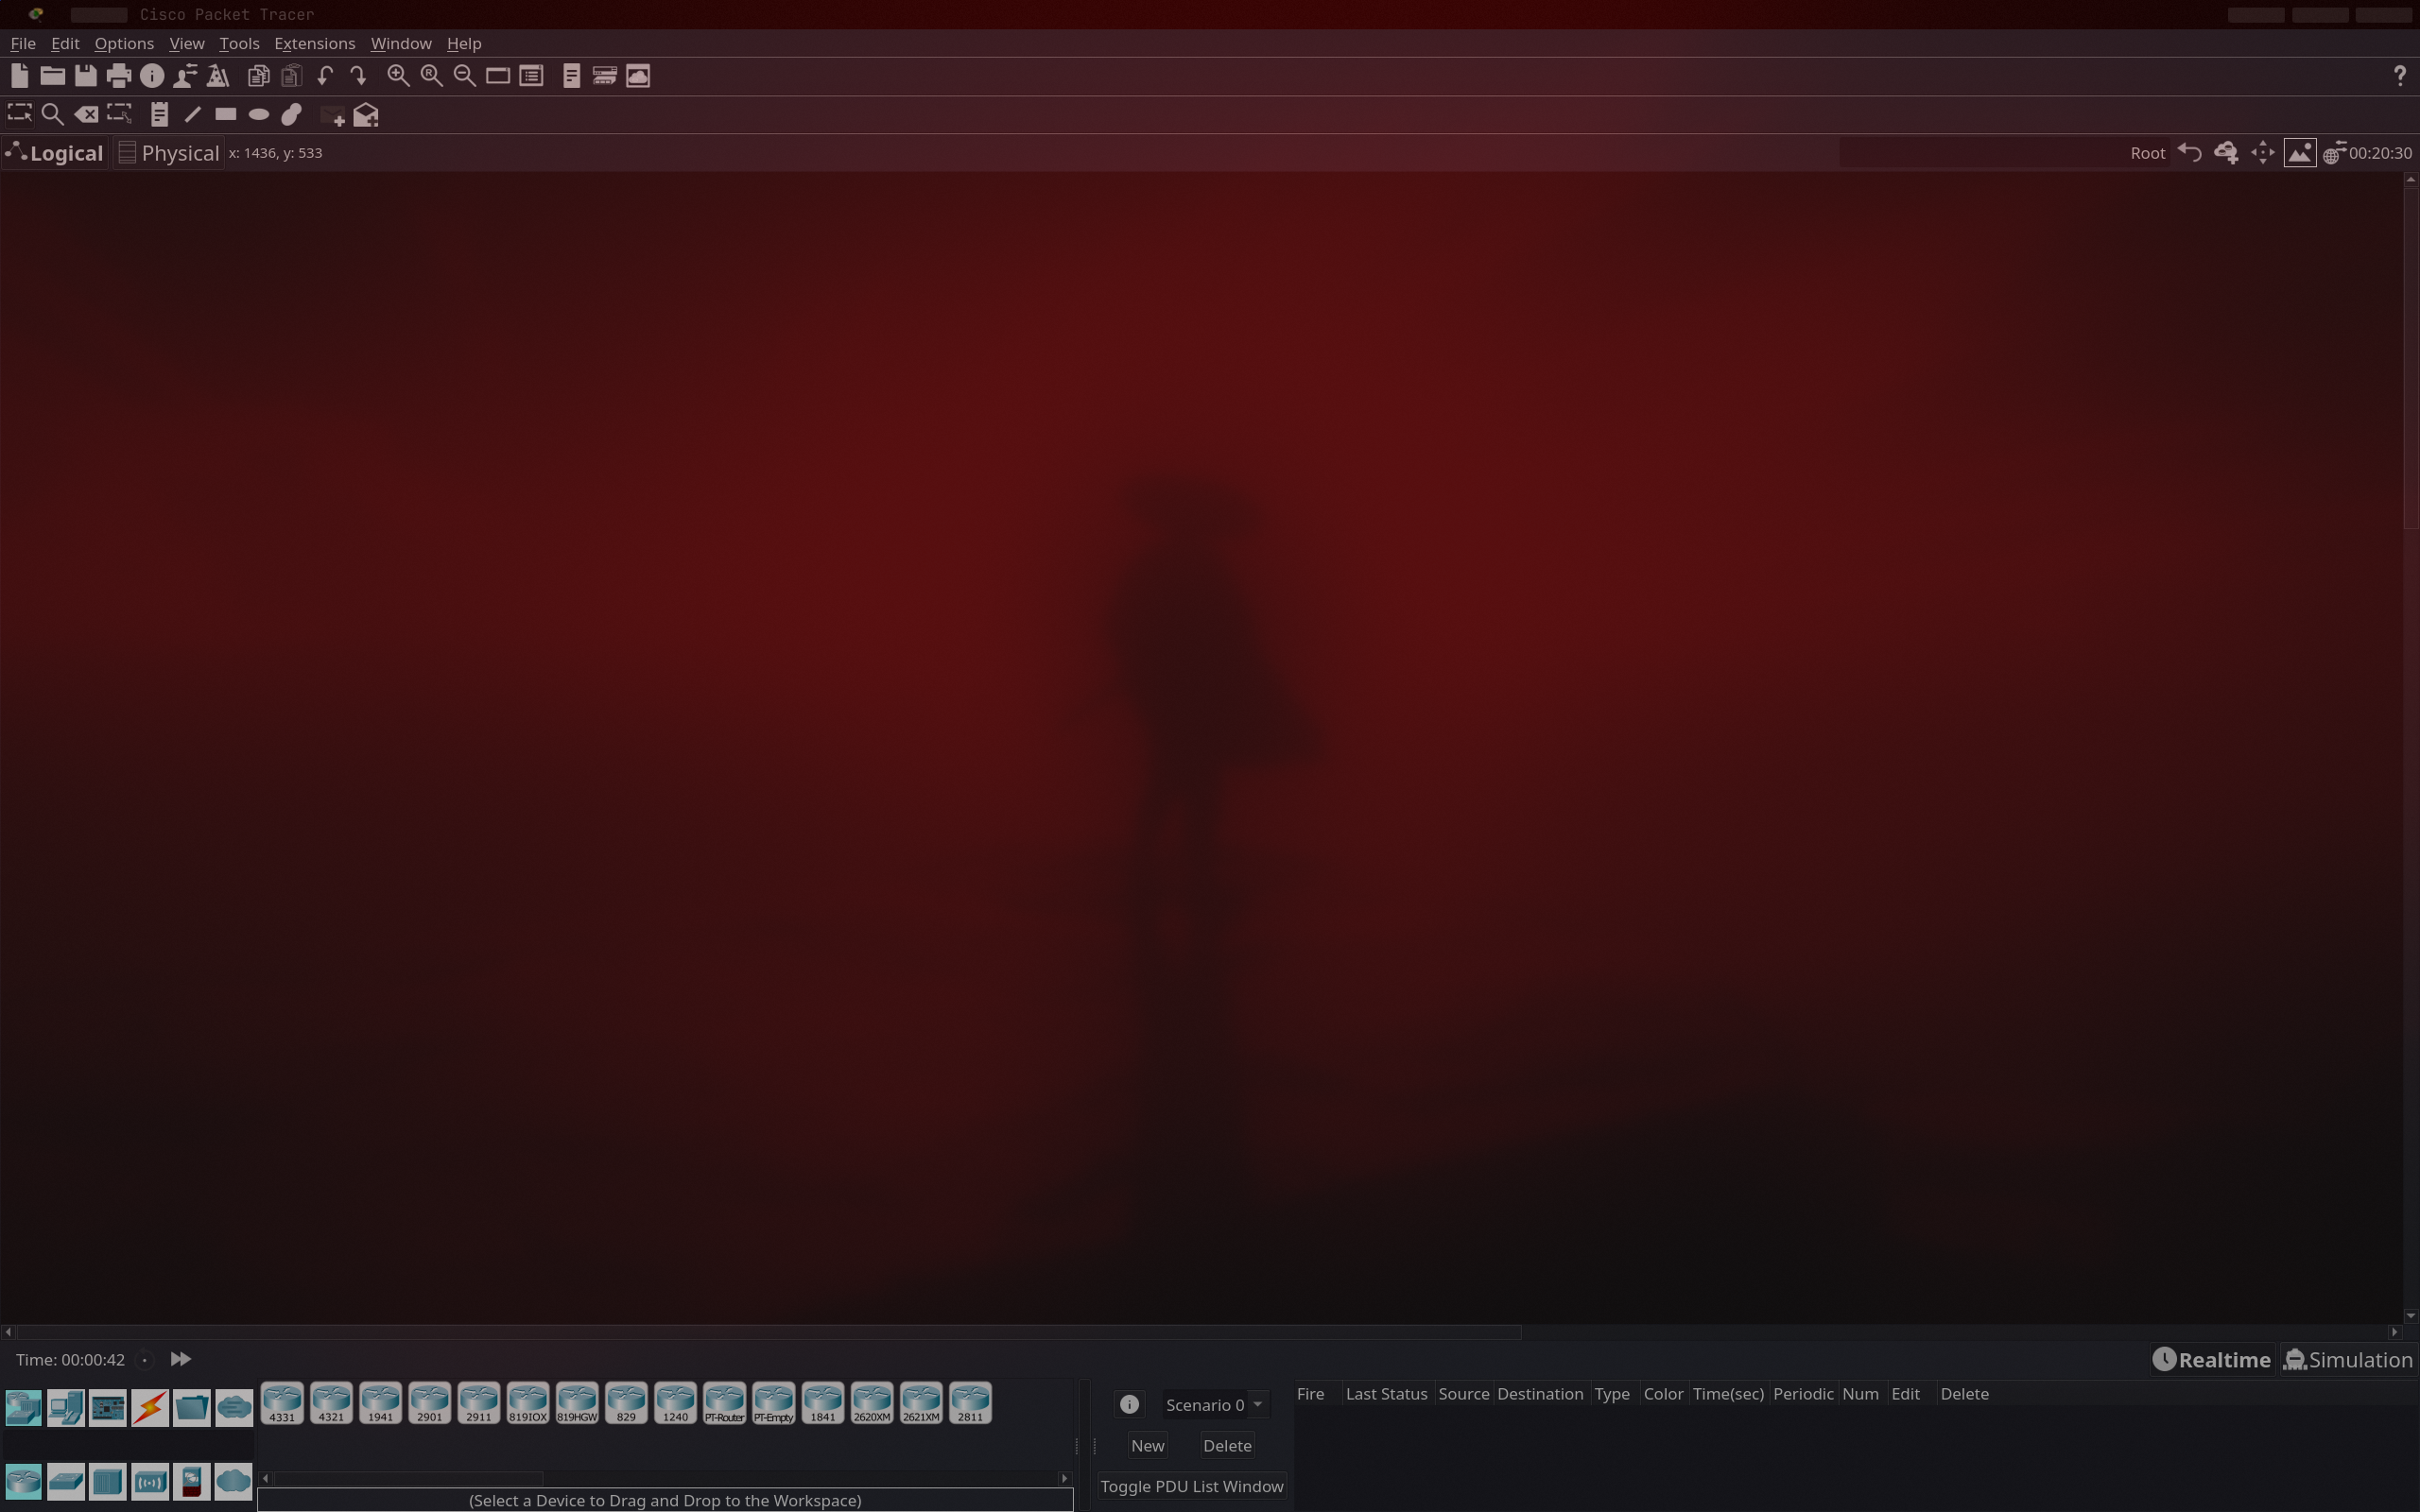 Cisco Packet Tracer
File Edit Options View Tools Extensions Window Help
Logical Physical x: 1436, y: 533 Root 00:20:30
Time: 00:00:42 Realtime Simulation
4331 4321 1941 2901 2911 819IOX 819HGW 829 1240 PT-Router PT-Empty 1841 2620XM 2621XM 2811
Scenario 0
Fire Last Status Source Destination Type Color Time(sec) Periodic Num Edit Delete
New Delete
Toggle PDU List Window
(Select a Device to Drag and Drop to the Workspace)